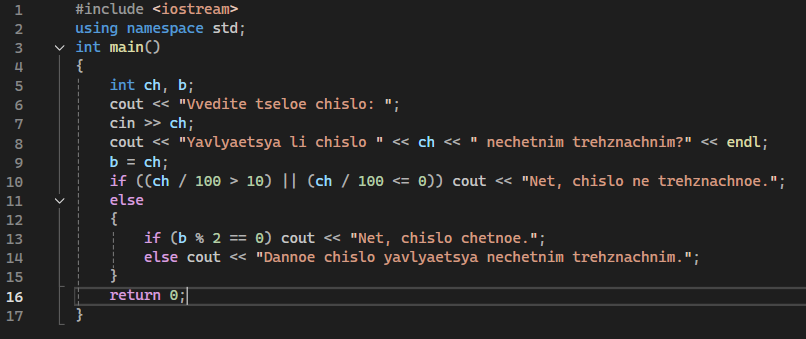 1 #include <iostream>
2 using namespace std;
3 int main()
4 {
5 int ch, b;
6 cout << "Vvedite tseloe chislo: ";
7 cin >> ch;
8 cout << "Yavlyaetsya li chislo " << ch << " nechetnim trehznachnim?" << endl;
9 b = ch;
10 if ((ch / 100 > 10) || (ch / 100 <= 0)) cout << "Net, chislo ne trehznachnoe.";
11 else
12 {
13 if (b % 2 == 0) cout << "Net, chislo chetnoe.";
14 else cout << "Dannoe chislo yavlyaetsya nechetnim trehznachnim.";
15 }
16 return 0;
17 }